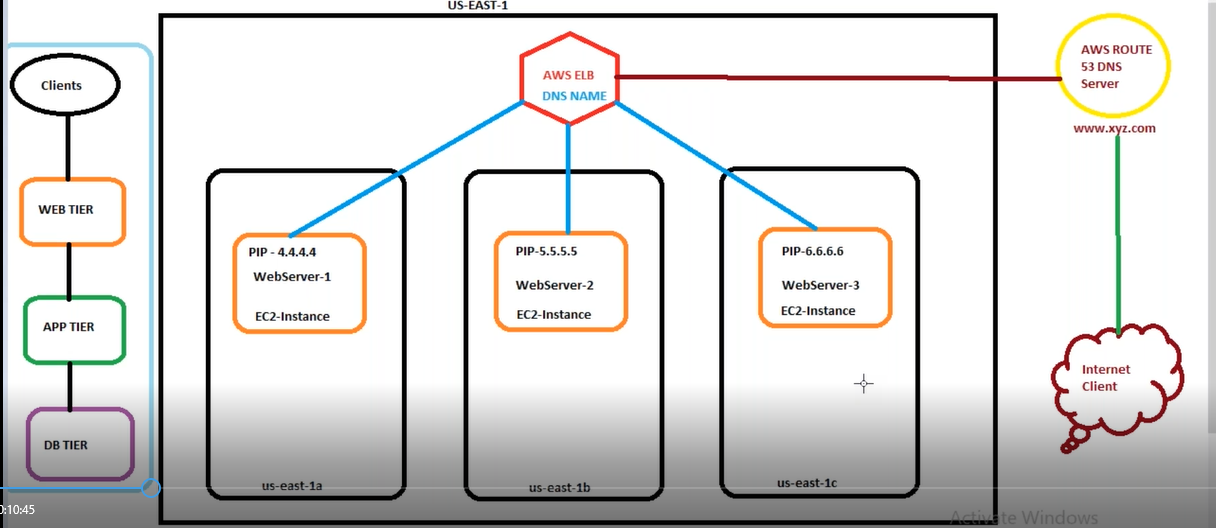 US-EAST-1
Clients
WEB TIER
APP TIER
DB TIER
AWS ELB
DNS NAME
PIP - 4.4.4.4
WebServer-1
EC2-Instance
us-east-1a
PIP-5.5.5.5
WebServer-2
EC2-Instance
us-east-1b
PIP-6.6.6.6
WebServer-3
EC2-Instance
us-east-1c
AWS ROUTE
53 DNS
Server
www.xyz.com
Internet
Client
0:10:45
Activate Windows